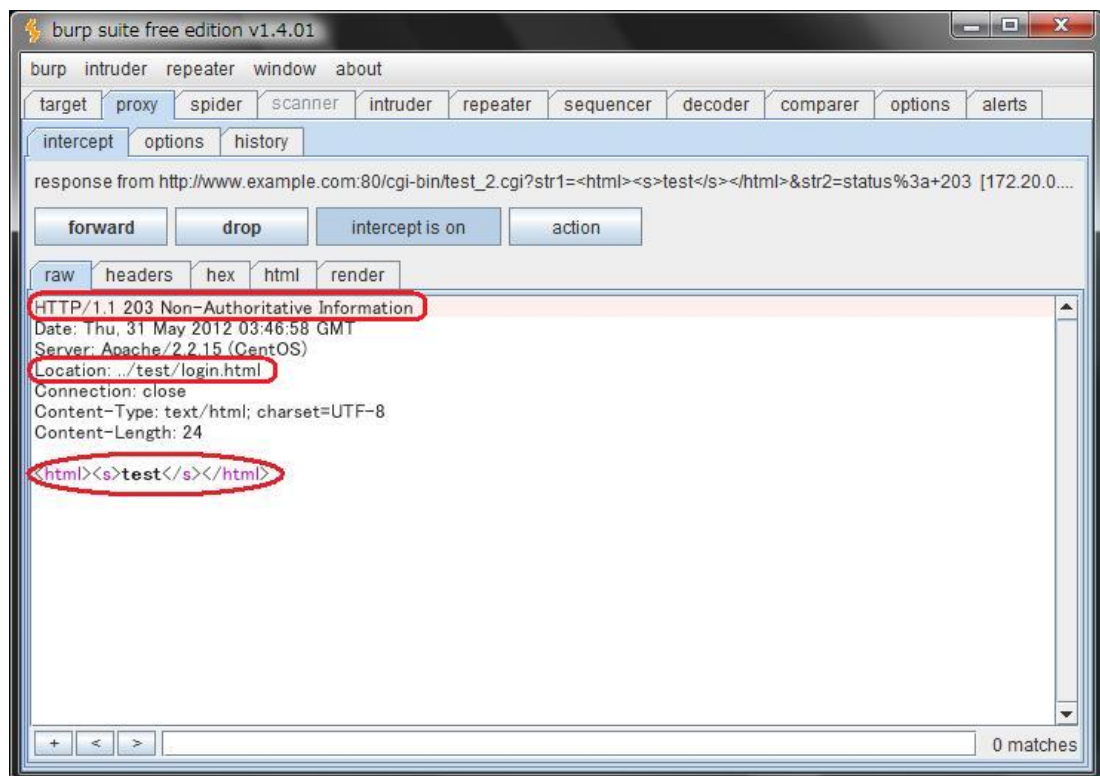 burp suite free edition v1.4.01
burp intruder repeater window about
target proxy spider scanner intruder repeater sequencer decoder comparer options alerts
intercept options history
response from http://www.example.com:80/cgi-bin/test_2.cgi?str1=<html><s>test</s></html>&str2=status%3a+203 [172.20.0....
forward drop intercept is on action
raw headers hex html render
HTTP/1.1 203 Non-Authoritative Information
Date: Thu, 31 May 2012 03:46:58 GMT
Server: Apache/2.2.15 (CentOS)
Location: ../test/login.html
Connection: close
Content-Type: text/html; charset=UTF-8
Content-Length: 24
<html><s>test</s></html>
+ < > 0 matches